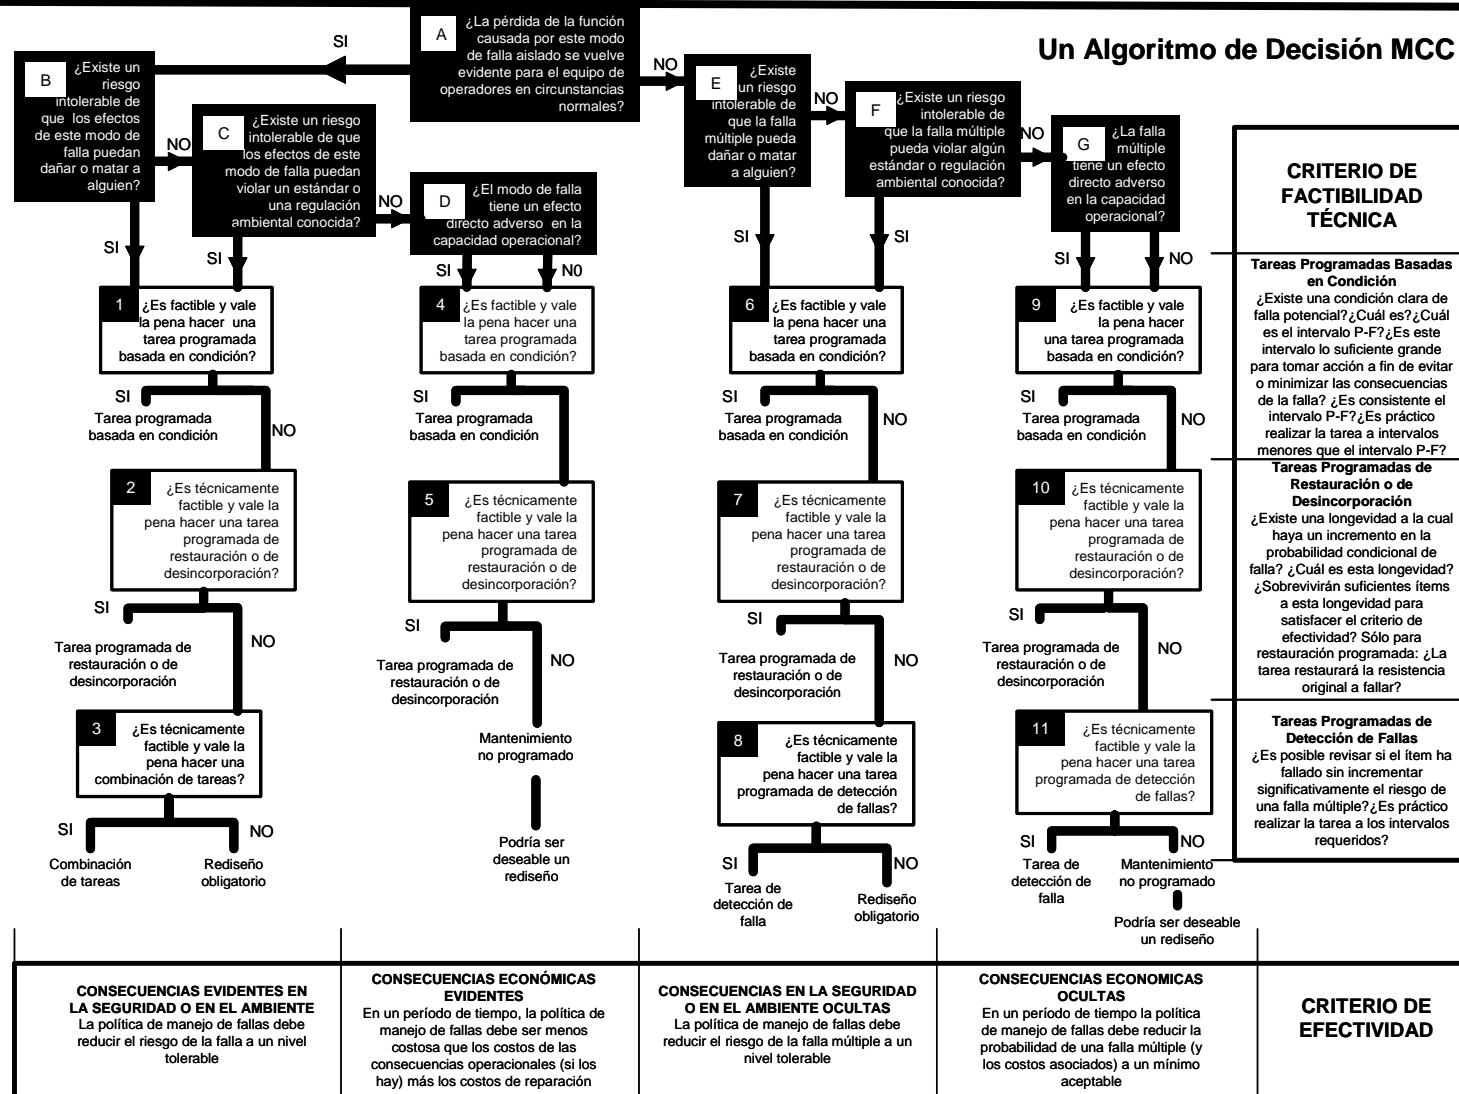 Un Algoritmo de Decisión MCC
A
¿La pérdida de la función
causada por este modo
de falla aislado se vuelve
evidente para el equipo de
operadores en circunstancias
normales?
SI
NO
B
¿Existe un
riesgo
intolerable de
que los efectos
de este modo de
falla puedan
dañar o matar a
alguien?
NO
SI
C
¿Existe un riesgo
intolerable de que
los efectos de este
modo de falla puedan
violar un estándar o
una regulación
ambiental conocida?
NO
SI
D
¿El modo de falla
tiene un efecto
directo adverso en la
capacidad operacional?
SI
N0
E
¿Existe
un riesgo
intolerable de
que la falla
múltiple pueda
dañar o matar
a alguien?
NO
SI
F
¿Existe un riesgo
intolerable de
que la falla múltiple
pueda violar algún
estándar o regulación
ambiental conocida?
NO
SI
G
¿La falla
múltiple
tiene un efecto
directo adverso
en la capacidad
operacional?
SI
NO
1
¿Es factible y vale
la pena hacer una
tarea programada
basada en condición?
SI
NO
Tarea programada
basada en condición
2
¿Es técnicamente
factible y vale la
pena hacer una tarea
programada de
restauración o de
desincorporación?
SI
NO
Tarea programada de
restauración o de
desincorporación
3
¿Es técnicamente
factible y vale la
pena hacer una
combinación de tareas?
SI
NO
Combinación
de tareas
Rediseño
obligatorio
4
¿Es factible y vale
la pena hacer una
tarea programada
basada en condición?
SI
NO
Tarea programada
basada en condición
5
¿Es técnicamente
factible y vale la
pena hacer una tarea
programada de
restauración o de
desincorporación?
SI
NO
Tarea programada de
restauración o de
desincorporación
Mantenimiento
no programado
Podría ser
deseable un
rediseño
6
¿Es factible y vale
la pena hacer una
tarea programada
basada en condición?
SI
NO
Tarea programada
basada en condición
7
¿Es técnicamente
factible y vale la
pena hacer una tarea
programada de
restauración o de
desincorporación?
SI
NO
Tarea programada de
restauración o de
desincorporación
8
¿Es técnicamente
factible y vale la
pena hacer una tarea
programada de detección
de fallas?
SI
NO
Tarea de
detección de
falla
Rediseño
obligatorio
9
¿Es factible y vale
la pena hacer
una tarea programada
basada en condición?
SI
NO
Tarea programada
basada en condición
10
¿Es técnicamente
factible y vale la
pena hacer una tarea
programada de
restauración o de
desincorporación?
SI
NO
Tarea programada de
restauración o de
desincorporación
11
¿Es técnicamente
factible y vale la
pena hacer una tarea
programada de detección
de fallas?
SI
NO
Tarea de
detección de
falla
Mantenimiento
no programado
Podría ser deseable
un rediseño
CRITERIO DE
FACTIBILIDAD
TÉCNICA
Tareas Programadas Basadas
en Condición
¿Existe una condición clara de
falla potencial?¿Cuál es?¿Cuál
es el intervalo P-F?¿Es este
intervalo lo suficiente grande
para tomar acción a fin de evitar
o minimizar las consecuencias
de la falla? ¿Es consistente el
intervalo P-F?¿Es práctico
realizar la tarea a intervalos
menores que el intervalo P-F?
Tareas Programadas de
Restauración o de
Desincorporación
¿Existe una longevidad a la cual
haya un incremento en la
probabilidad condicional de
falla? ¿Cuál es esta longevidad?
¿Sobrevivirán suficientes ítems
a esta longevidad para
satisfacer el criterio de
efectividad? Sólo para
restauración programada: ¿La
tarea restaurará la resistencia
original a fallar?
Tareas Programadas de
Detección de Fallas
¿Es posible revisar si el ítem ha
fallado sin incrementar
significativamente el riesgo de
una falla múltiple?¿Es práctico
realizar la tarea a los intervalos
requeridos?
CONSECUENCIAS EVIDENTES EN
LA SEGURIDAD O EN EL AMBIENTE
La política de manejo de fallas debe
reducir el riesgo de la falla a un nivel
tolerable
CONSECUENCIAS ECONÓMICAS
EVIDENTES
En un período de tiempo, la política de
manejo de fallas debe ser menos
costosa que los costos de las
consecuencias operacionales (si los
hay) más los costos de reparación
CONSECUENCIAS EN LA SEGURIDAD
O EN EL AMBIENTE OCULTAS
La política de manejo de fallas debe
reducir el riesgo de la falla múltiple a un
nivel tolerable
CONSECUENCIAS ECONOMICAS
OCULTAS
En un período de tiempo la política
de manejo de fallas debe reducir la
probabilidad de una falla múltiple (y
los costos asociados) a un mínimo
aceptable
CRITERIO DE
EFECTIVIDAD